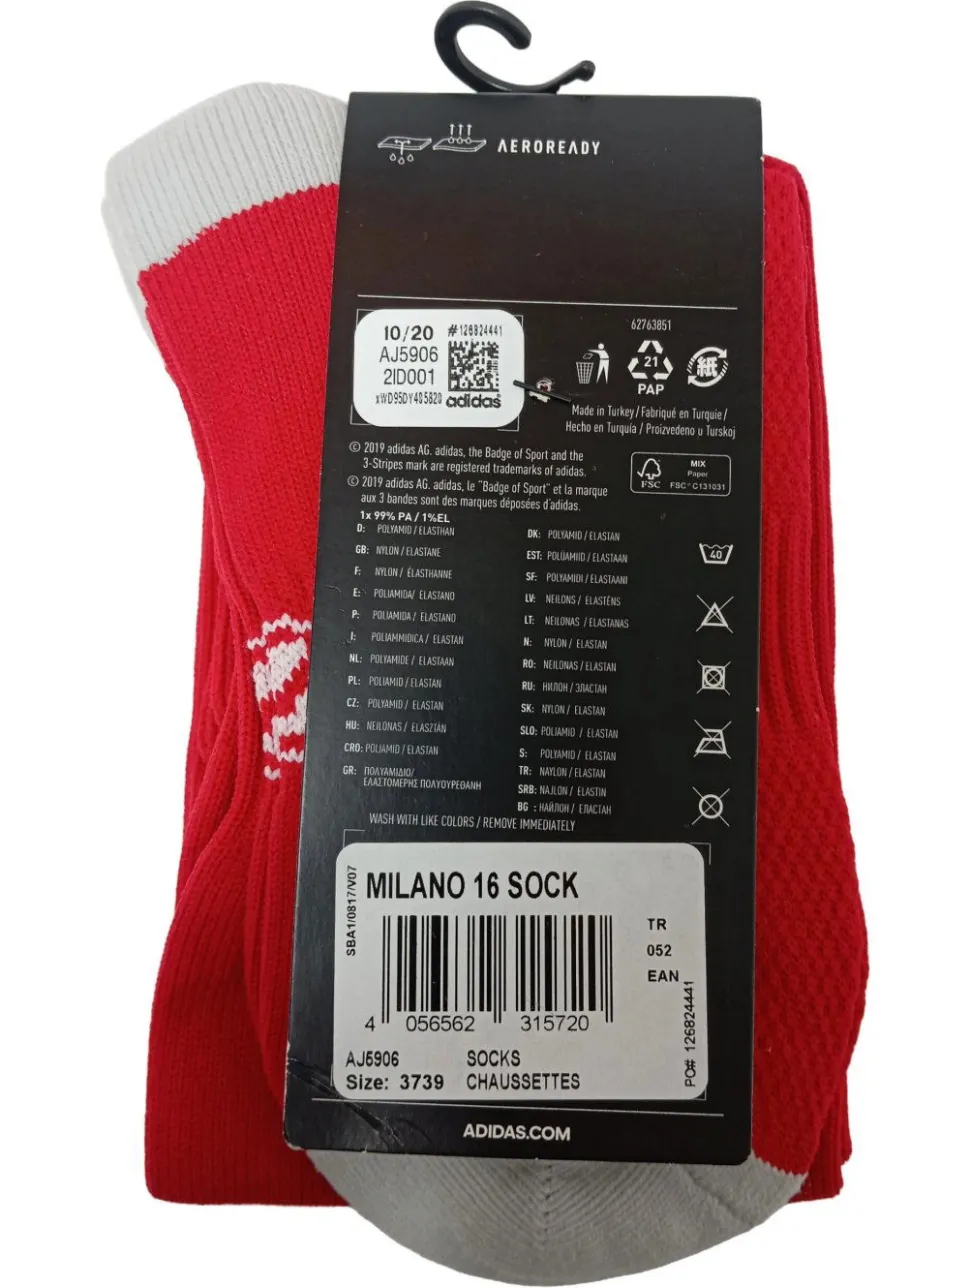 AEROREADY
10/20 #126824441
AJ5906
2ID001
xWD95DY405820 adidas
62763851
21
PAP
紙
Made in Turkey / Fabriqué en Turquie /
Hecho en Turquía / Proizvedeno u Turskoj
© 2019 adidas AG. adidas, the Badge of Sport and the
3-Stripes mark are registered trademarks of adidas.
© 2019 adidas AG. adidas, le "Badge of Sport" et la marque
aux 3 bandes sont des marques déposées d'adidas.
FSC
MIX
Paper
FSC™ C131031
1x 99% PA / 1%EL
D: POLYAMID / ELASTHAN
GB: NYLON / ELASTANE
F: NYLON / ÉLASTHANNE
E: POLIAMIDA/ ELASTANO
P: POLIAMIDA / ELASTANO
I: POLIAMMIDICA / ELASTAN
NL: POLYAMIDE / ELASTAAN
PL: POLIAMID / ELASTAN
CZ: POLYAMID / ELASTAN
HU: NEILONAS / ELASZTÁN
CRO: POLIAMID / ELASTAN
GR: ΠΟΛΥΑΜΙΔΙΟ/
ΕΛΑΣΤΟΜΕΡΗΣ ΠΟΛΥΟΥΡΕΘΑΝΗ
DK: POLYAMID / ELASTAN
EST: POLÜAMIID / ELASTAAN
SF: POLYAMIDI / ELASTAANI
LV: NEILONS / ELASTĒNS
LT: NEILONAS / ELASTANAS
N: NYLON / ELASTAN
RO: NEILONAS / ELASTAN
RU: НИЛОН / ЭЛАСТАН
SK: NYLON / ELASTAN
SLO: POLIAMID / ELASTAN
S: POLYAMID / ELASTAN
TR: NAYLON / ELASTAN
SRB: NAJLON / ELASTIN
BG : НАЙЛОН / ЕЛАСТАН
40
WASH WITH LIKE COLORS / REMOVE IMMEDIATELY
SBA1/0817/V07
MILANO 16 SOCK
TR
052
EAN
4 056562 315720
PO# 126824441
AJ5906 SOCKS
Size: 3739 CHAUSSETTES
ADIDAS.COM